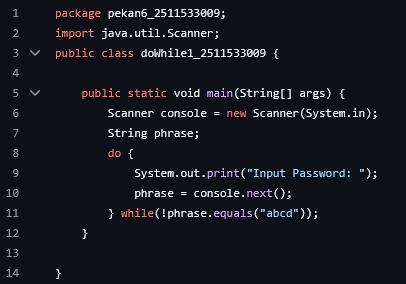 1 package pekan6_2511533009;
2 import java.util.Scanner;
3 public class doWhile1_2511533009 {
4
5     public static void main(String[] args) {
6         Scanner console = new Scanner(System.in);
7         String phrase;
8         do {
9             System.out.print("Input Password: ");
10             phrase = console.next();
11         } while(!phrase.equals("abcd"));
12     }
13
14 }